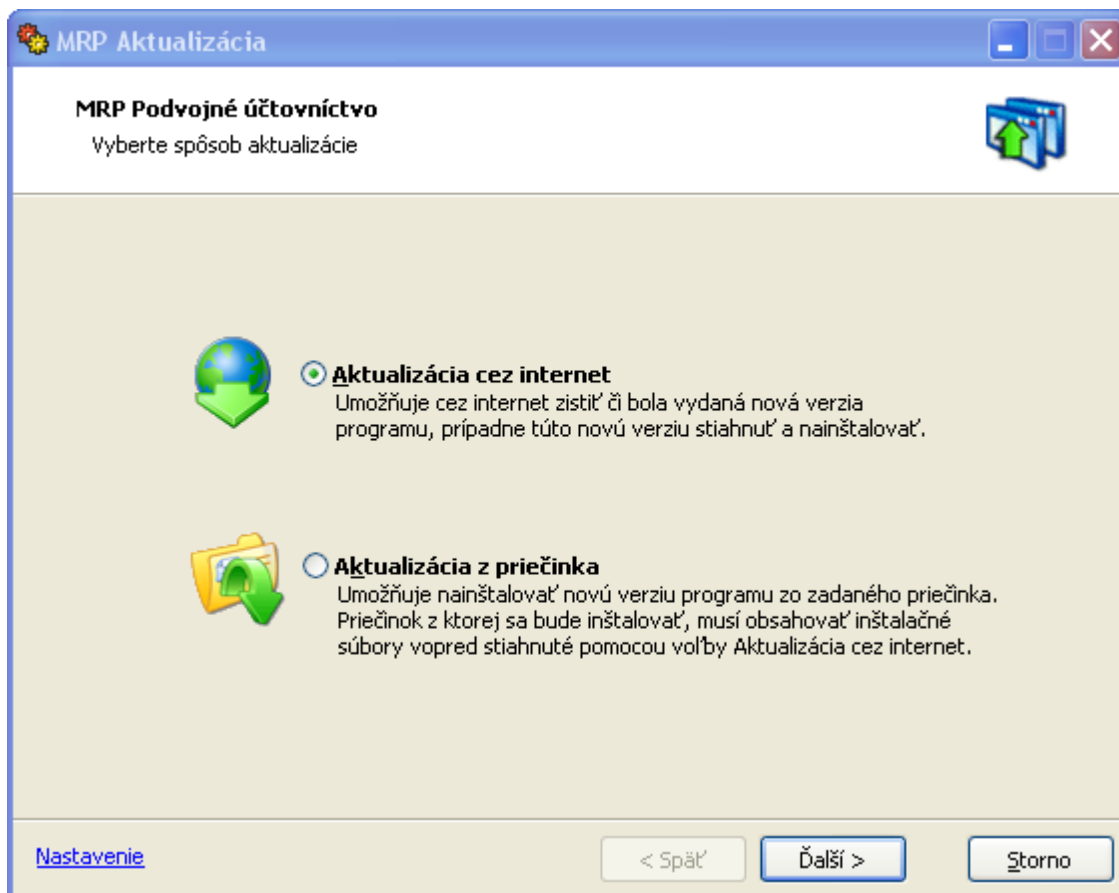 MRP Aktualizácia
MRP Podvojné účtovníctvo
Vyberte spôsob aktualizácie
Aktualizácia cez internet
Umožňuje cez internet zistiť či bola vydaná nová verzia
programu, prípadne túto novú verziu stiahnuť a nainštalovať.
Aktualizácia z priečinka
Umožňuje nainštalovať novú verziu programu zo zadaného priečinka.
Priečinok z ktorej sa bude inštalovať, musí obsahovať inštalačné
súbory vopred stiahnuté pomocou voľby Aktualizácia cez internet.
Nastavenie
< Späť
Ďalší >
Storno